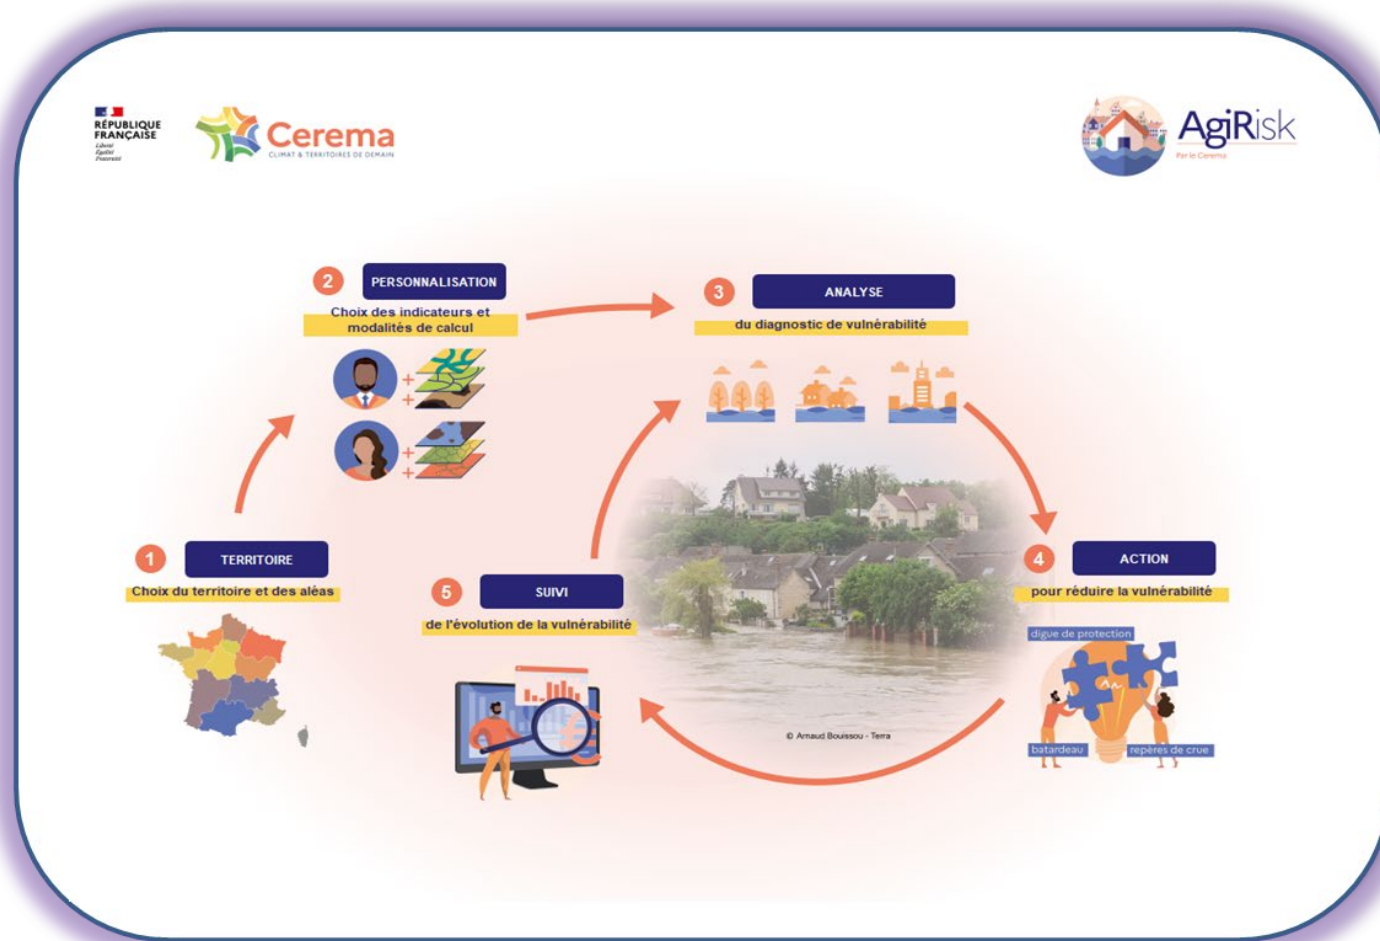 RÉPUBLIQUE
FRANÇAISE
Liberté
Égalité
Fraternité
Cerema
CLIMAT & TERRITOIRES DE DEMAIN
AgiRisk
Par le Cerema
2
PERSONNALISATION
Choix des indicateurs et
modalités de calcul
3
ANALYSE
du diagnostic de vulnérabilité
1
TERRITOIRE
Choix du territoire et des aléas
5
SUIVI
de l'évolution de la vulnérabilité
4
ACTION
pour réduire la vulnérabilité
digue de protection
batardeau
repères de crue
© Arnaud Bouissou - Terra